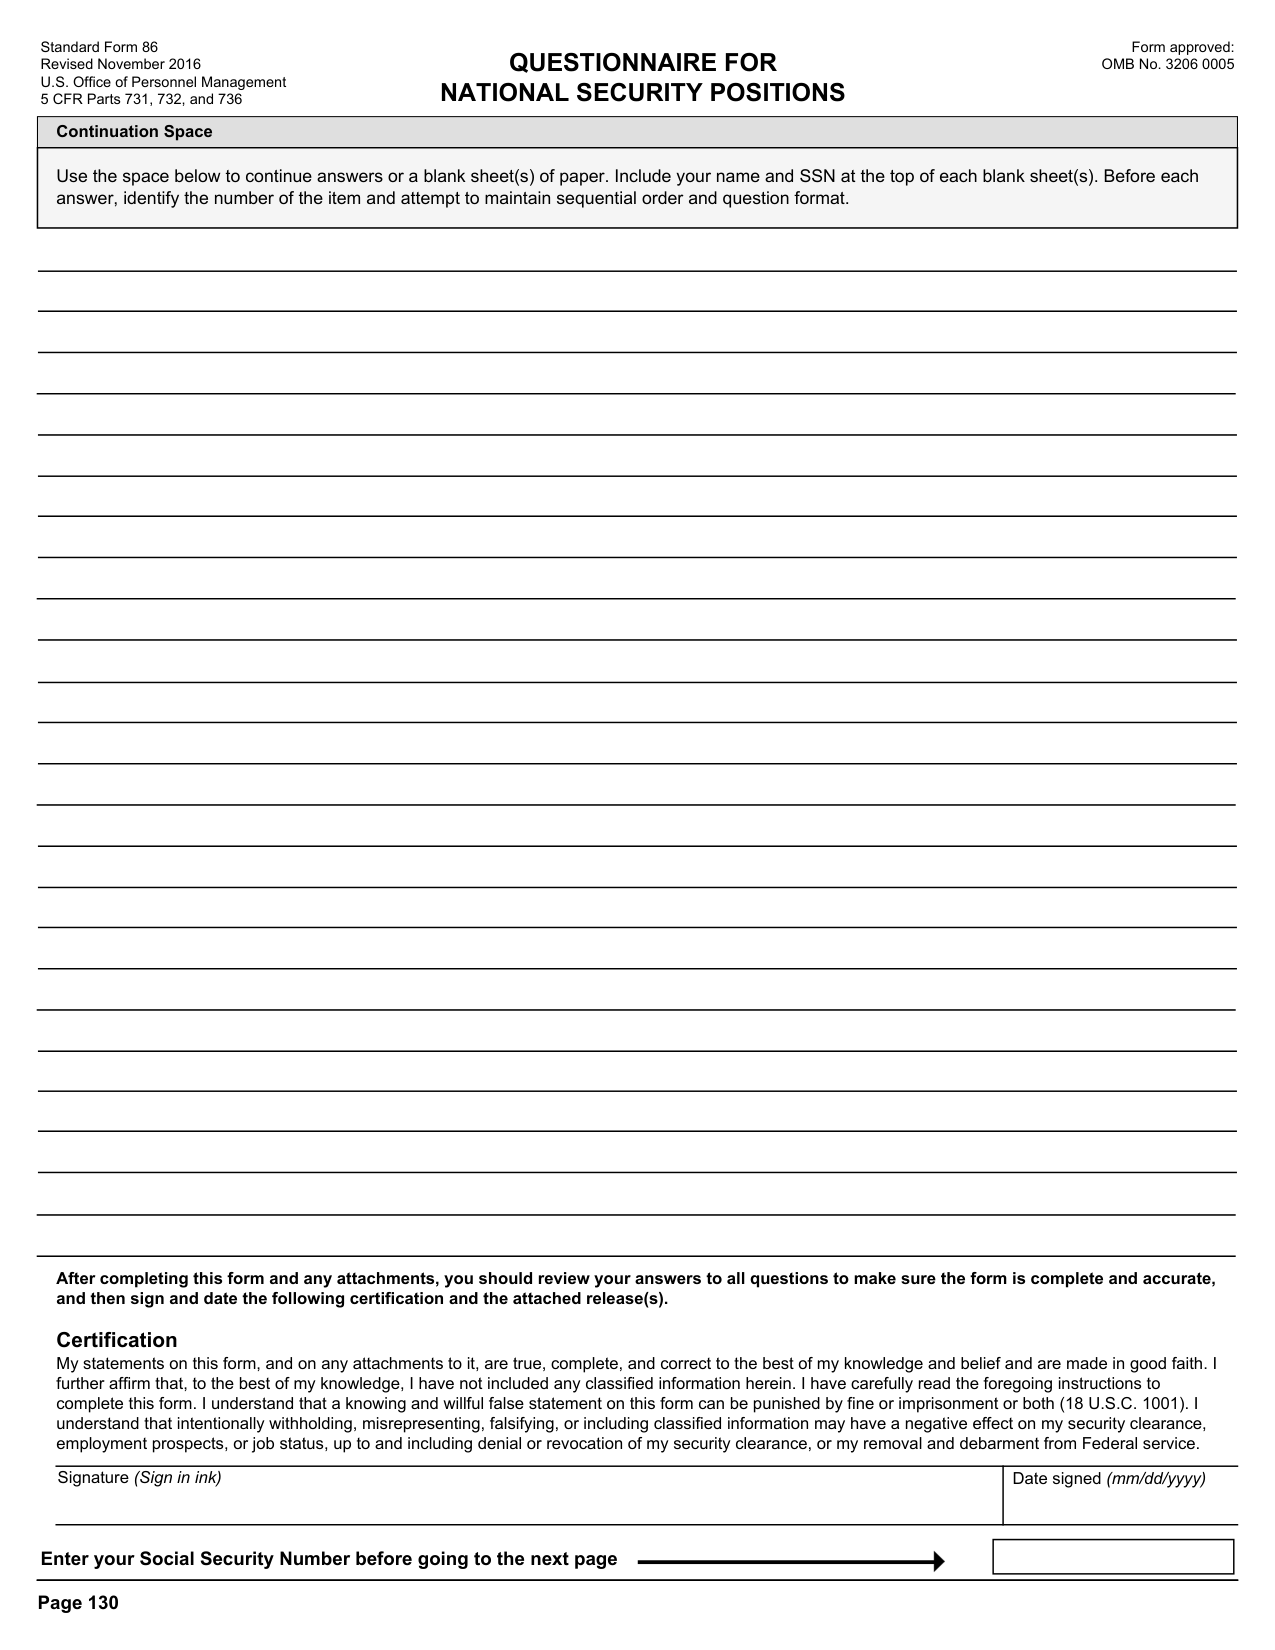 Standard Form 86
Revised November 2016
U.S. Office of Personnel Management
5 CFR Parts 731, 732, and 736
QUESTIONNAIRE FOR
NATIONAL SECURITY POSITIONS
Form approved:
OMB No. 3206 0005
Continuation Space
Use the space below to continue answers or a blank sheet(s) of paper. Include your name and SSN at the top of each blank sheet(s). Before each
answer, identify the number of the item and attempt to maintain sequential order and question format.
After completing this form and any attachments, you should review your answers to all questions to make sure the form is complete and accurate,
and then sign and date the following certification and the attached release(s).
Certification
My statements on this form, and on any attachments to it, are true, complete, and correct to the best of my knowledge and belief and are made in good faith. I
further affirm that, to the best of my knowledge, I have not included any classified information herein. I have carefully read the foregoing instructions to
complete this form. I understand that a knowing and willful false statement on this form can be punished by fine or imprisonment or both (18 U.S.C. 1001). I
understand that intentionally withholding, misrepresenting, falsifying, or including classified information may have a negative effect on my security clearance,
employment prospects, or job status, up to and including denial or revocation of my security clearance, or my removal and debarment from Federal service.
Signature (Sign in ink)
Date signed (mm/dd/yyyy)
Enter your Social Security Number before going to the next page
Page 130